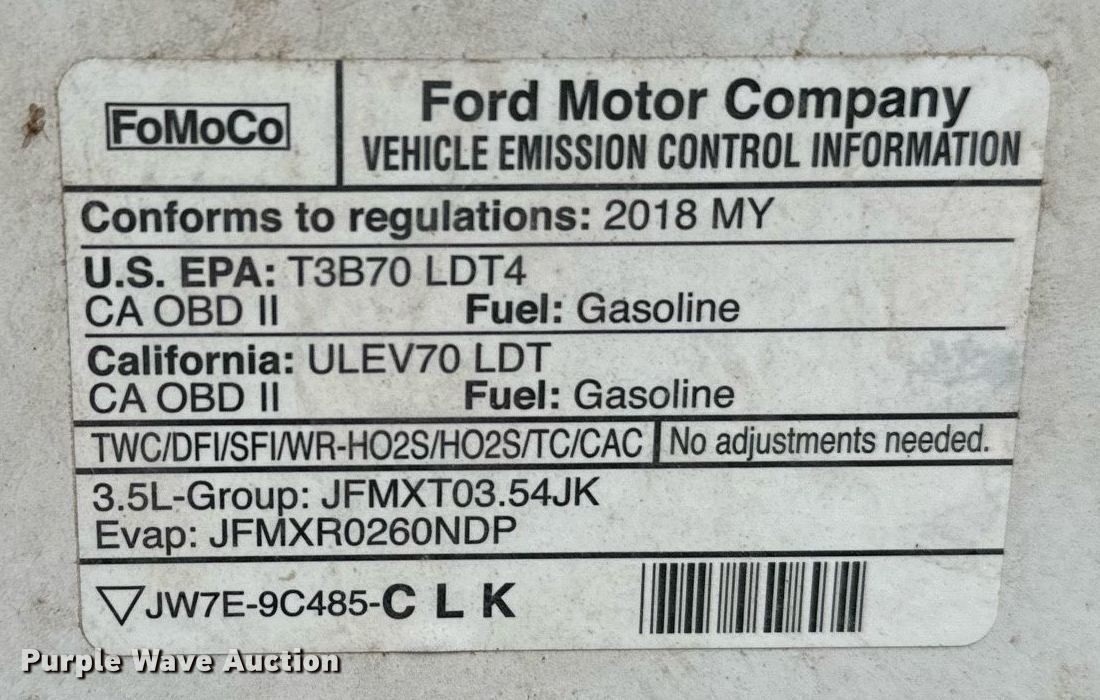 FoMoCo
Ford Motor Company
VEHICLE EMISSION CONTROL INFORMATION
Conforms to regulations: 2018 MY
U.S. EPA: T3B70 LDT4
CA OBD II Fuel: Gasoline
California: ULEV70 LDT
CA OBD II Fuel: Gasoline
TWC/DFI/SFI/WR-HO2S/HO2S/TC/CAC No adjustments needed.
3.5L-Group: JFMXT03.54JK
Evap: JFMXR0260NDP
JW7E-9C485-C L K
Purple Wave Auction